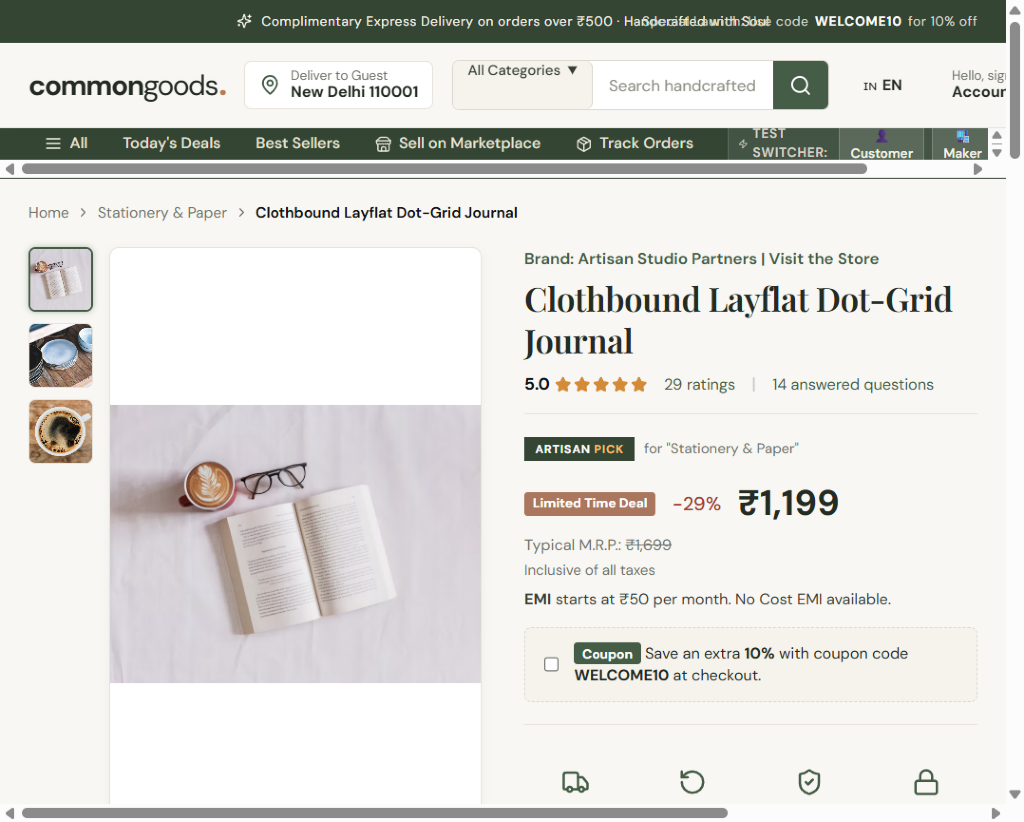 Complimentary Express Delivery on orders over ₹500 · Handcrafted with Soul
code WELCOME10 for 10% off
commongoods.
Deliver to Guest
New Delhi 110001
All Categories ▼
Search handcrafted
IN EN
Hello, sig
Accour
All
Today's Deals
Best Sellers
Sell on Marketplace
Track Orders
TEST
SWITCHER:
Customer
Maker
Home > Stationery & Paper > Clothbound Layflat Dot-Grid Journal
Brand: Artisan Studio Partners | Visit the Store
Clothbound Layflat Dot-Grid
Journal
5.0 29 ratings | 14 answered questions
ARTISAN PICK for "Stationery & Paper"
Limited Time Deal -29% ₹1,199
Typical M.R.P.: ₹1,699
Inclusive of all taxes
EMI starts at ₹50 per month. No Cost EMI available.
Coupon Save an extra 10% with coupon code
WELCOME10 at checkout.